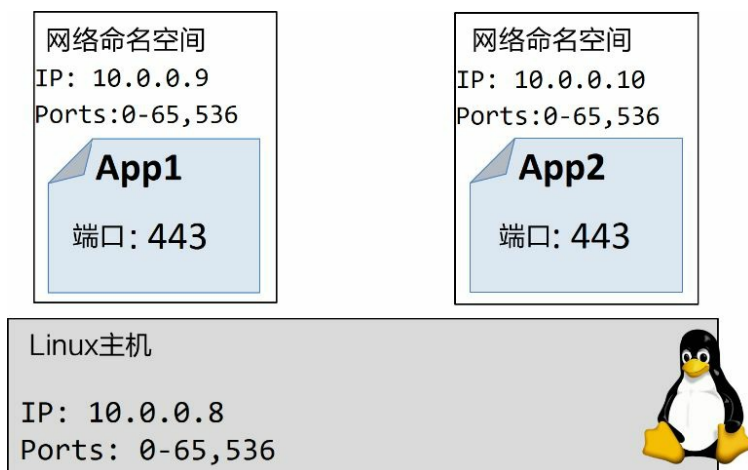 网络命名空间
IP: 10.0.0.9
Ports:0-65,536
App1
端口: 443
网络命名空间
IP: 10.0.0.10
Ports:0-65,536
App2
端口: 443
Linux主机
IP: 10.0.0.8
Ports: 0-65,536